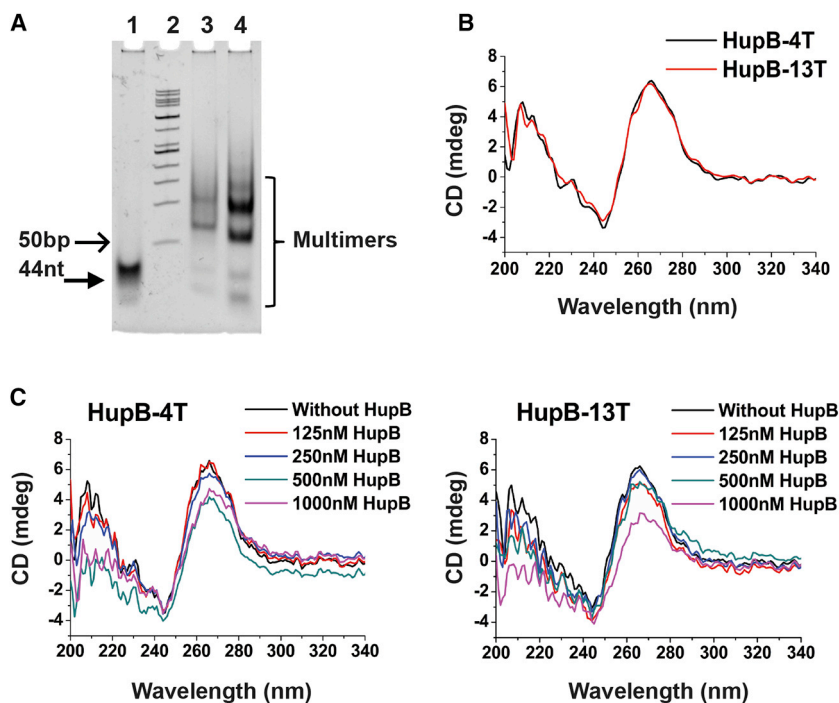 A
1 2 3 4
50bp
44nt
Multimers
B
HupB-4T
HupB-13T
8
6
4
2
0
-2
-4
CD (mdeg)
200 220 240 260 280 300 320 340
Wavelength (nm)
C
HupB-4T
Without HupB
125nM HupB
250nM HupB
500nM HupB
1000nM HupB
8
6
4
2
0
-2
-4
CD (mdeg)
200 220 240 260 280 300 320 340
Wavelength (nm)
HupB-13T
Without HupB
125nM HupB
250nM HupB
500nM HupB
1000nM HupB
8
6
4
2
0
-2
-4
CD (mdeg)
200 220 240 260 280 300 320 340
Wavelength (nm)